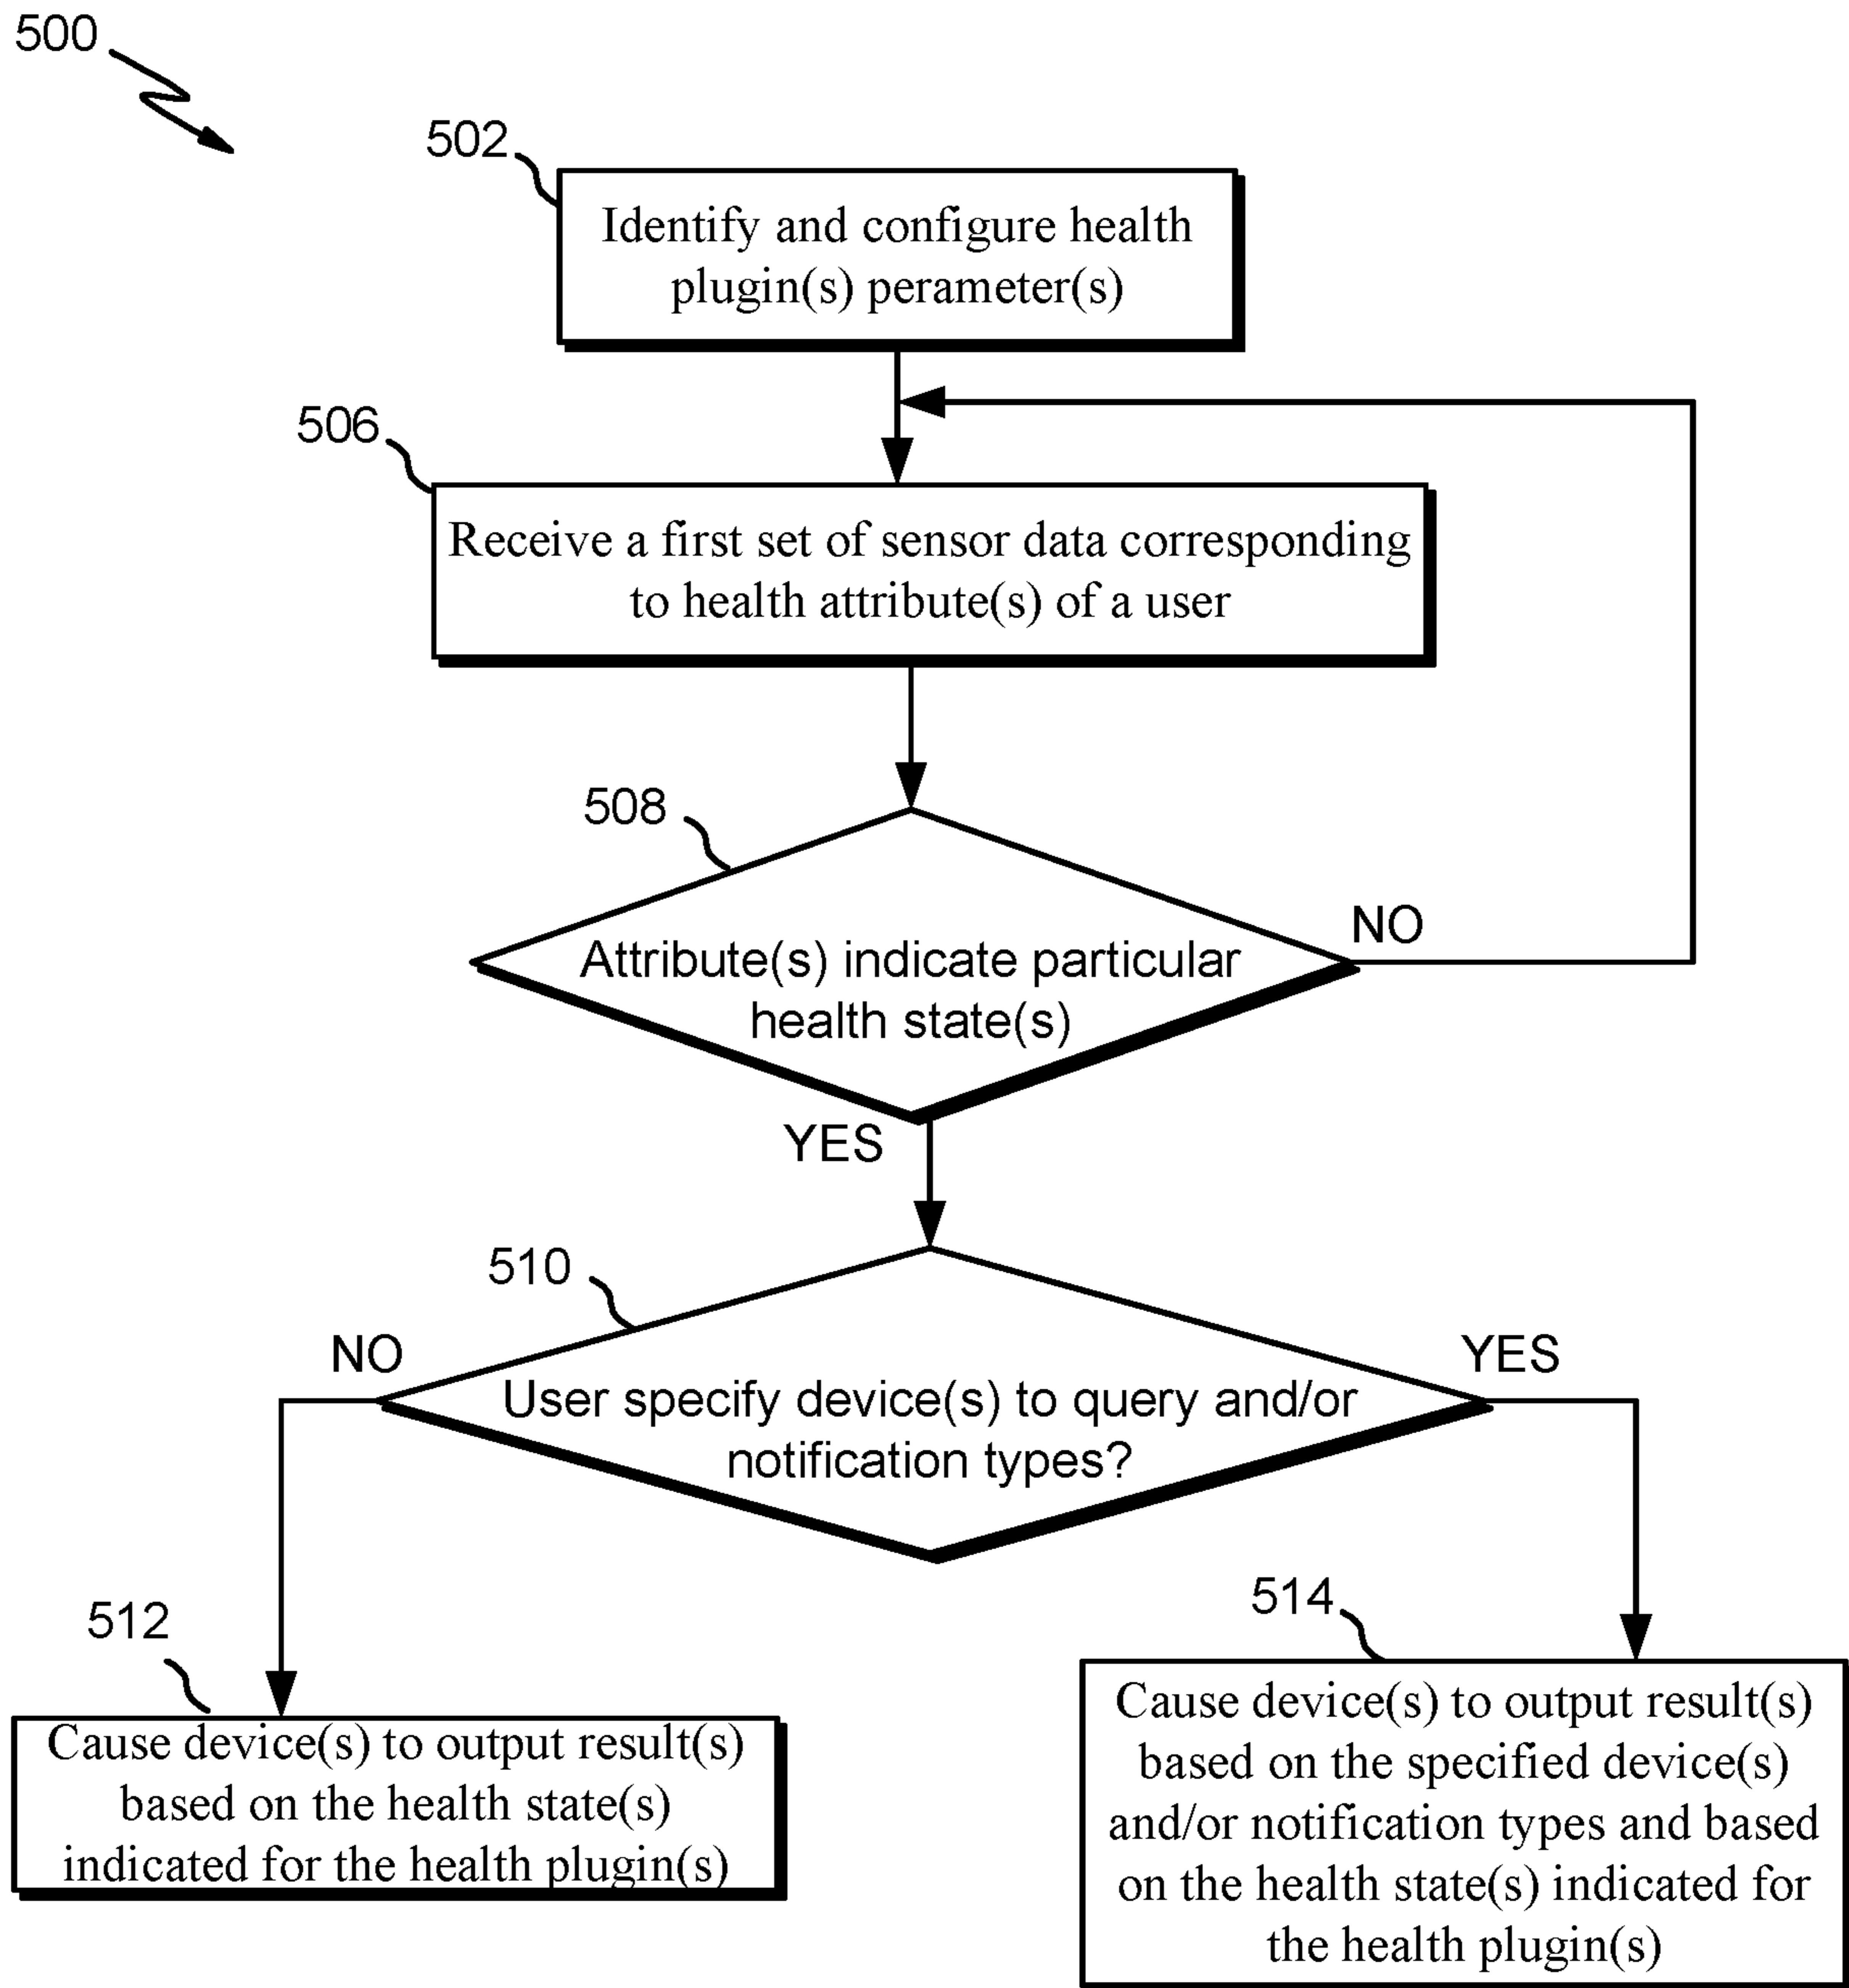 500
502
Identify and configure health
plugin(s) perameter(s)
506
Receive a first set of sensor data corresponding
to health attribute(s) of a user
508
NO
Attribute(s) indicate particular
health state(s)
YES
510
NO
YES
User specify device(s) to query and/or
notification types?
512
514
Cause device(s) to output result(s)
based on the health state(s)
indicated for the health plugin(s)
Cause device(s) to output result(s)
based on the specified device(s)
and/or notification types and based
on the health state(s) indicated for
the health plugin(s)